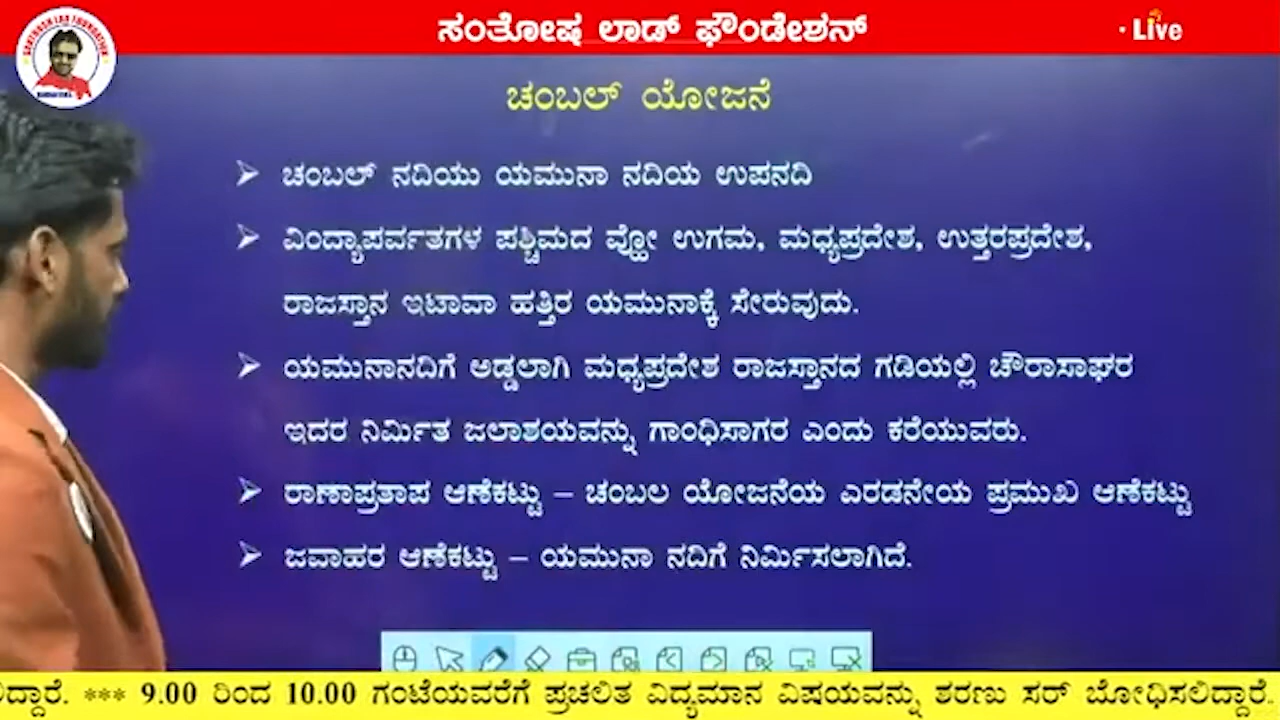 ಸಂತೋಷ ಲಾಡ್ ಫೌಂಡೇಶನ್
· Live
SANTHOSH LAD FOUNDATION
ಚಂಬಲ್ ಯೋಜನೆ
➢ ಚಂಬಲ್ ನದಿಯು ಯಮುನಾ ನದಿಯ ಉಪನದಿ
➢ ವಿಂದ್ಯಾಪರ್ವತಗಳ ಪಶ್ಚಿಮದ ವ್ಹೋ ಉಗಮ, ಮಧ್ಯಪ್ರದೇಶ, ಉತ್ತರಪ್ರದೇಶ,
ರಾಜಸ್ತಾನ ಇಟಾವಾ ಹತ್ತಿರ ಯಮುನಾಕ್ಕೆ ಸೇರುವುದು.
➢ ಯಮುನಾನದಿಗೆ ಅಡ್ಡಲಾಗಿ ಮಧ್ಯಪ್ರದೇಶ ರಾಜಸ್ತಾನದ ಗಡಿಯಲ್ಲಿ ಚೌರಾಸಾಘರ
ಇದರ ನಿರ್ಮಿತ ಜಲಾಶಯವನ್ನು ಗಾಂಧಿಸಾಗರ ಎಂದು ಕರೆಯುವರು.
➢ ರಾಣಾಪ್ರತಾಪ ಆಣೆಕಟ್ಟು – ಚಂಬಲ ಯೋಜನೆಯ ಎರಡನೇಯ ಪ್ರಮುಖ ಆಣೆಕಟ್ಟು
➢ ಜವಾಹರ ಆಣೆಕಟ್ಟು – ಯಮುನಾ ನದಿಗೆ ನಿರ್ಮಿಸಲಾಗಿದೆ.
ದ್ದಾರೆ. *** 9.00 ರಿಂದ 10.00 ಗಂಟೆಯವರೆಗೆ ಪ್ರಚಲಿತ ವಿದ್ಯಮಾನ ವಿಷಯವನ್ನು ಶರಣು ಸರ್ ಬೋಧಿಸಲಿದ್ದಾರೆ.